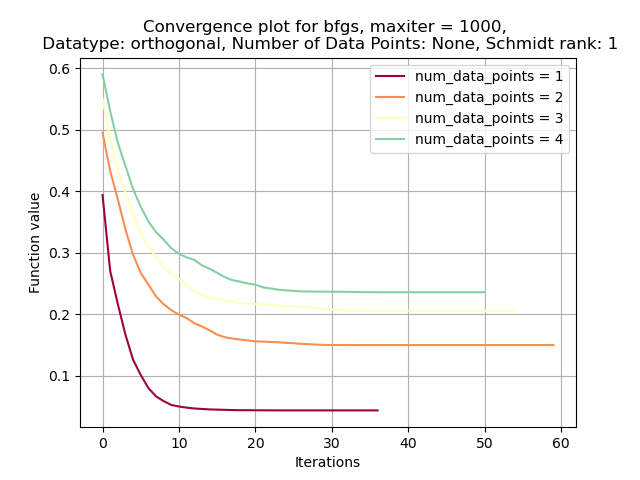 Convergence plot for bfgs, maxiter = 1000,
Datatype: orthogonal, Number of Data Points: None, Schmidt rank: 1
0.6
0.5
0.4
0.3
0.2
0.1
Function value
num_data_points = 1
num_data_points = 2
num_data_points = 3
num_data_points = 4
0 10 20 30 40 50 60
Iterations